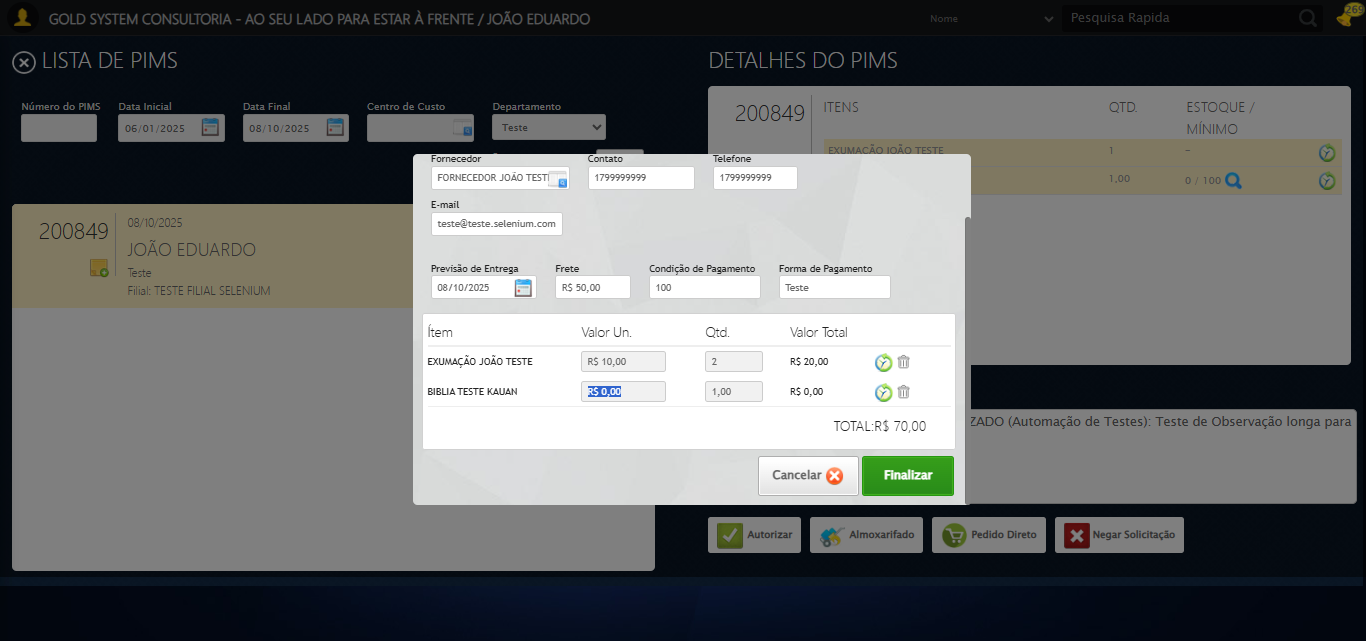 GOLD SYSTEM CONSULTORIA - AO SEU LADO PARA ESTAR À FRENTE / JOÃO EDUARDO
Nome
Pesquisa Rapida
269
LISTA DE PIMS
Número do PIMS
Data Inicial
Data Final
Centro de Custo
Departamento
06/01/2025
08/10/2025
Teste
200849
08/10/2025
JOÃO EDUARDO
Teste
Filial: TESTE FILIAL SELENIUM
DETALHES DO PIMS
200849
ITENS
QTD.
ESTOQUE /
MÍNIMO
EXUMAÇÃO JOÃO TESTE
1
-
1,00
0 / 100
Fornecedor
Contato
Telefone
FORNECEDOR JOÃO TEST
1799999999
1799999999
E-mail
teste@teste.selenium.com
Previsão de Entrega
Frete
Condição de Pagamento
Forma de Pagamento
08/10/2025
R$ 50,00
100
Teste
Ítem
Valor Un.
Qtd.
Valor Total
EXUMAÇÃO JOÃO TESTE
R$ 10,00
2
R$ 20,00
BIBLIA TESTE KAUAN
R$ 0,00
1,00
R$ 0,00
TOTAL:R$ 70,00
Cancelar
Finalizar
ZADO (Automação de Testes): Teste de Observação longa para
Autorizar
Almoxarifado
Pedido Direto
Negar Solicitação